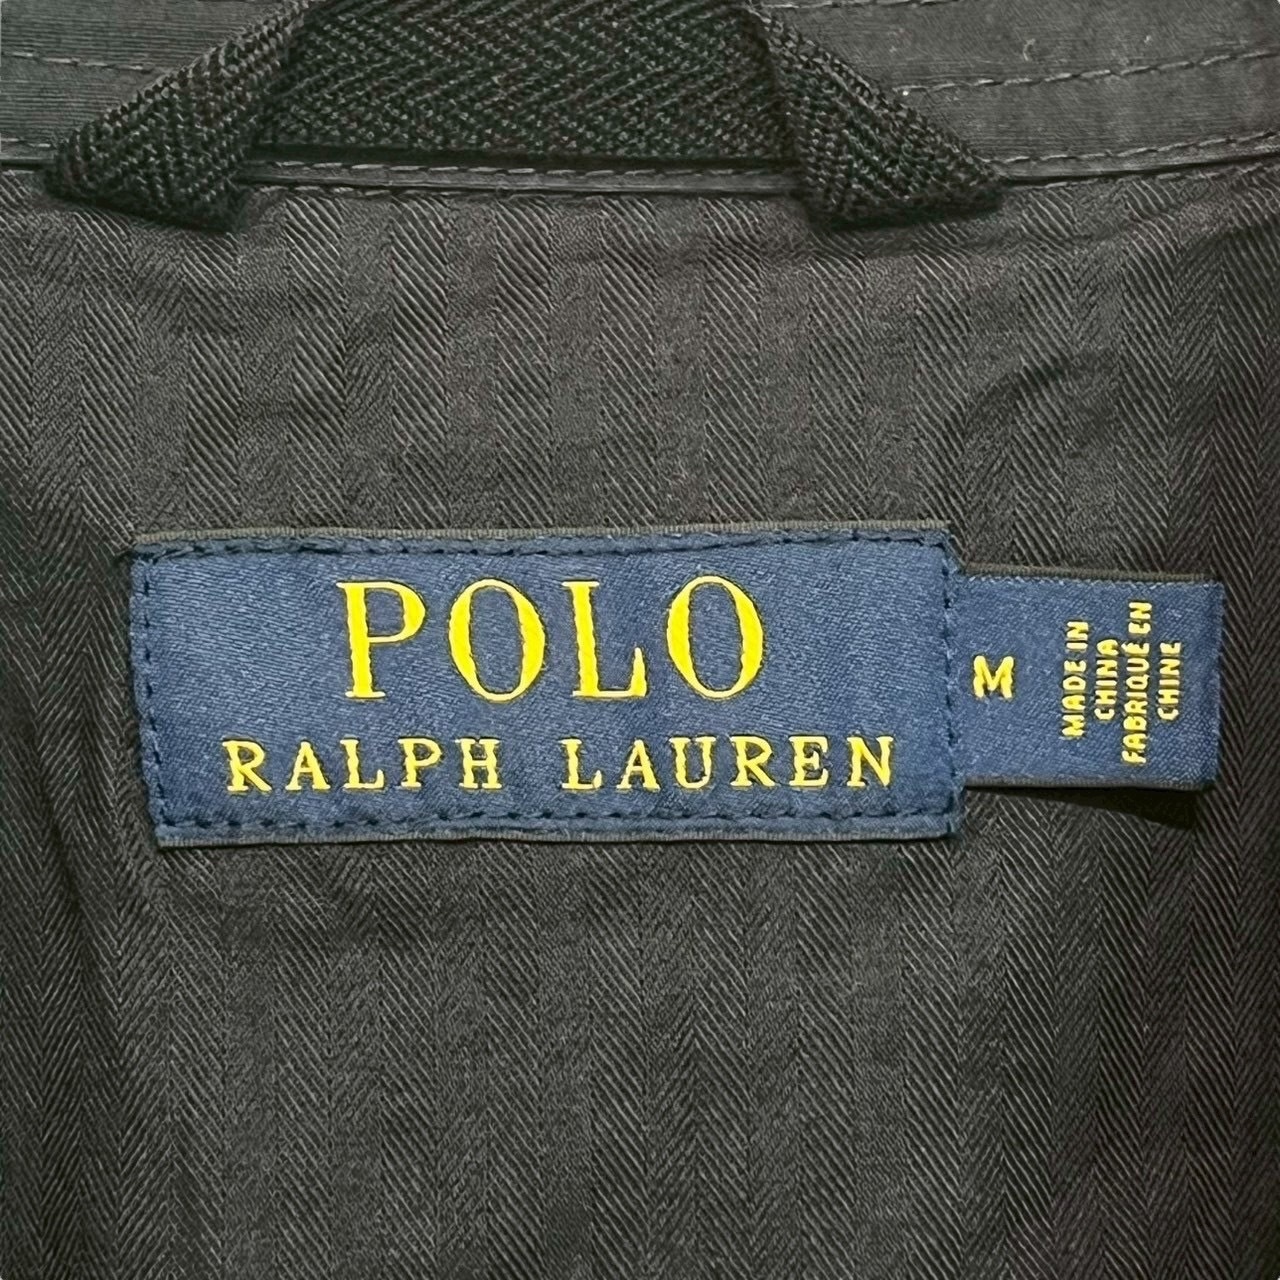 POLO
RALPH LAUREN
M
MADE IN
CHINA
FABRIQUÉ EN
CHINE